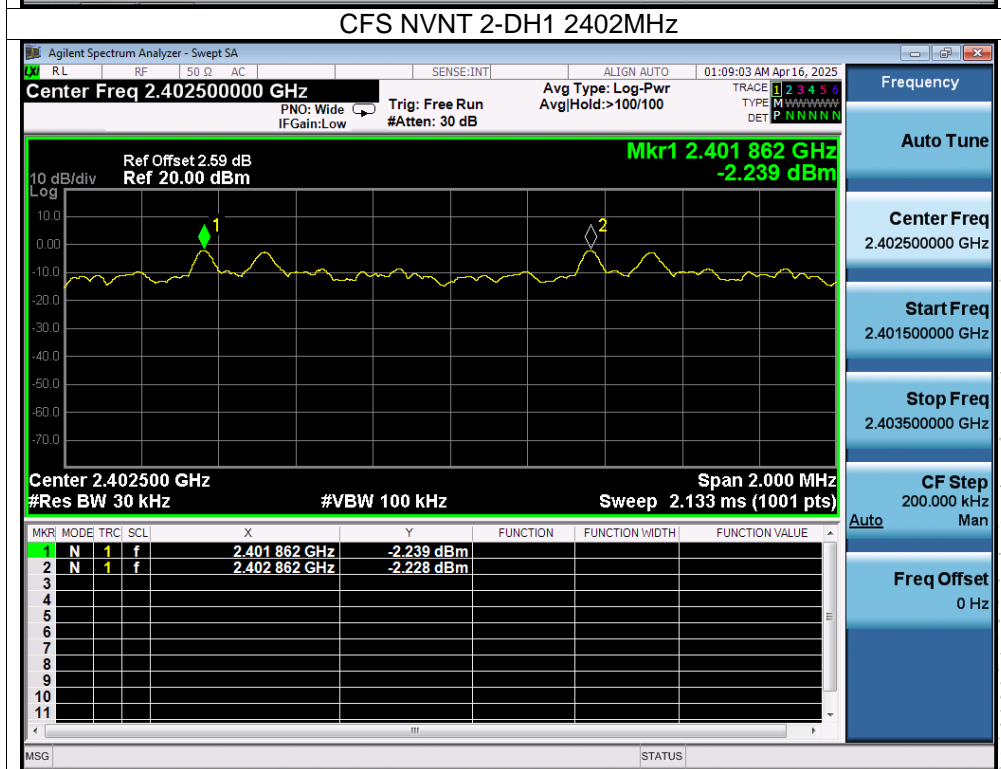 CFS NVNT 2-DH1 2402MHz
Agilent Spectrum Analyzer - Swept SA
LXI RL RF 50 Ω AC SENSE:INT ALIGN AUTO 01:09:03 AM Apr 16, 2025
Center Freq 2.402500000 GHz Avg Type: Log-Pwr TRACE 1 2 3 4 5 6
PNO: Wide Trig: Free Run Avg|Hold:>100/100 TYPE M WWWWW
IFGain:Low #Atten: 30 dB DET P N N N N N
Mkr1 2.401 862 GHz
-2.239 dBm
Ref Offset 2.59 dB
10 dB/div Ref 20.00 dBm
Log
10.0
0.00
-10.0
-20.0
-30.0
-40.0
-50.0
-60.0
-70.0
1
2
Center 2.402500 GHz Span 2.000 MHz
#Res BW 30 kHz #VBW 100 kHz Sweep 2.133 ms (1001 pts)
MKR MODE TRC SCL X Y FUNCTION FUNCTION WIDTH FUNCTION VALUE
1 N 1 f 2.401 862 GHz -2.239 dBm
2 N 1 f 2.402 862 GHz -2.228 dBm
3
4
5
6
7
8
9
10
11
MSG STATUS
Frequency
Auto Tune
Center Freq
2.402500000 GHz
Start Freq
2.401500000 GHz
Stop Freq
2.403500000 GHz
CF Step
200.000 kHz
Auto Man
Freq Offset
0 Hz